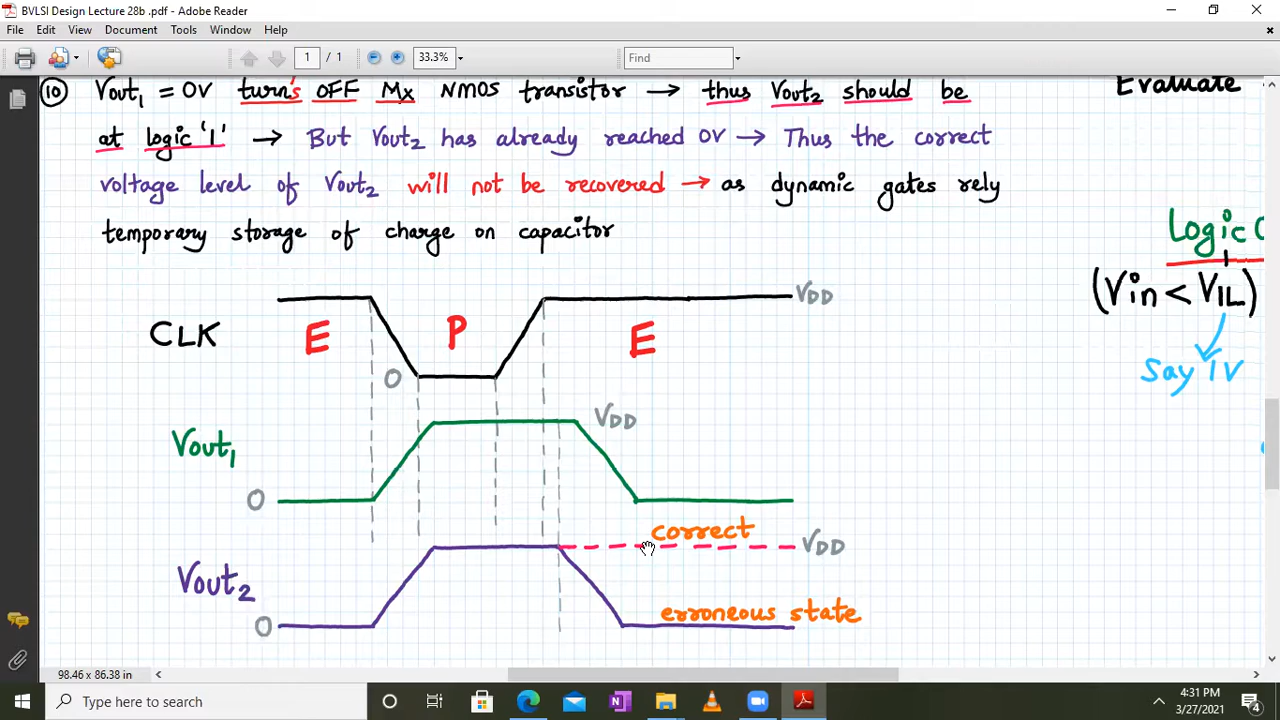 BVLSI Design Lecture 28b .pdf - Adobe Reader
File Edit View Document Tools Window Help
1 / 1 33.3% Find
10 Vout1 = 0V turn's OFF Mx NMOS transistor → thus Vout2 should be
at logic '1' → But Vout2 has already reached 0V → Thus the correct
voltage level of Vout2 will not be recovered → as dynamic gates rely
temporary storage of charge on capacitor
Evaluate
Logic
(Vin < VIL)
Say 1V
VDD
CLK E P E
0
VDD
Vout1
0
correct
VDD
Vout2
erroneous state
0
98.46 x 86.38 in
Type here to search
4:31 PM
3/27/2021
4